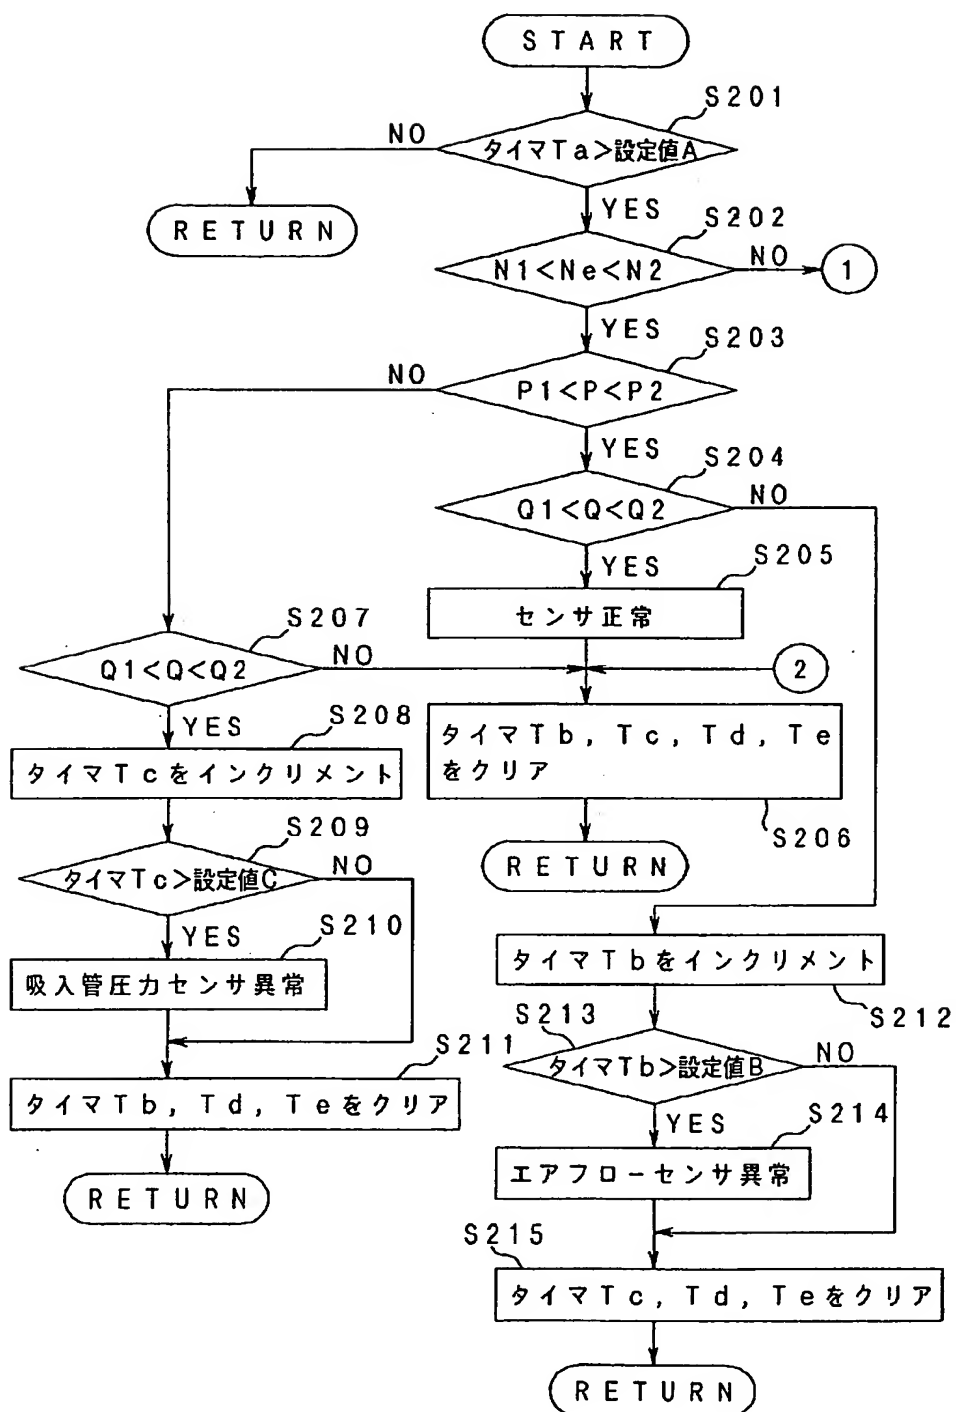 START
S201
タイマTa>設定値A
NO
RETURN
YES
S202
N1<Ne<N2
NO
1
YES
S203
NO
P1<P<P2
YES
S204
Q1<Q<Q2
NO
YES
S205
センサ正常
S207
Q1<Q<Q2
NO
2
YES
S208
タイマTcをインクリメント
タイマTb, Tc, Td, Te
をクリア
S206
RETURN
S209
タイマTc>設定値C
NO
YES
S210
吸入管圧力センサ異常
S211
タイマTb, Td, Teをクリア
RETURN
タイマTbをインクリメント
S212
S213
タイマTb>設定値B
NO
YES
S214
エアフローセンサ異常
S215
タイマTc, Td, Teをクリア
RETURN